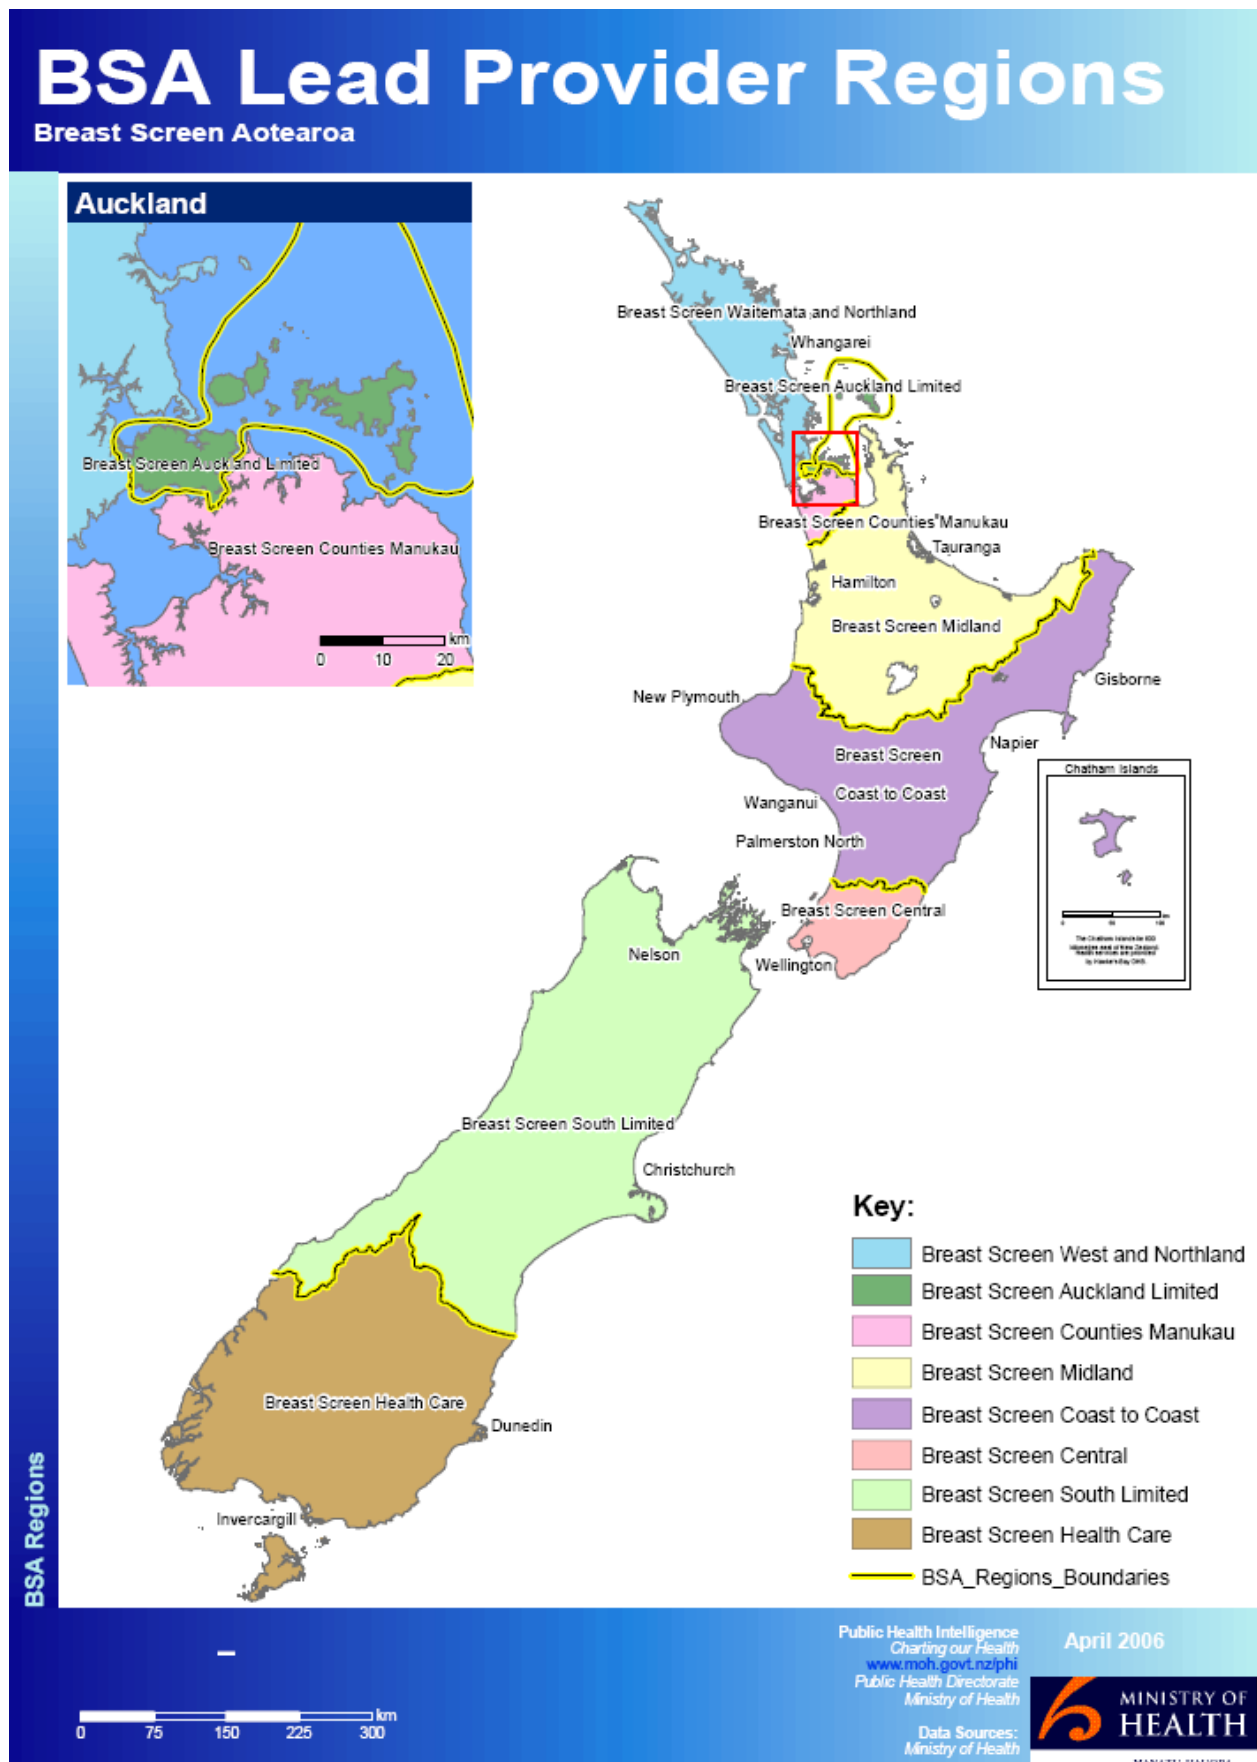 BSA Lead Provider Regions
Breast Screen Aotearoa
Auckland
Breast Screen Auckland Limited
Breast Screen Counties Manukau
km
0 10 20
Breast Screen Waitemata and Northland
Whangarei
Breast Screen Auckland Limited
Breast Screen Counties Manukau
Tauranga
Hamilton
Breast Screen Midland
Gisborne
New Plymouth
Napier
Breast Screen
Coast to Coast
Wanganui
Palmerston North
Chatham Islands
Breast Screen Central
Nelson
Wellington
Breast Screen South Limited
Christchurch
Breast Screen Health Care
Dunedin
Invercargill
Key:
Breast Screen West and Northland
Breast Screen Auckland Limited
Breast Screen Counties Manukau
Breast Screen Midland
Breast Screen Coast to Coast
Breast Screen Central
Breast Screen South Limited
Breast Screen Health Care
BSA_Regions_Boundaries
BSA Regions
km
0 75 150 225 300
Public Health Intelligence
Charting our Health
www.moh.govt.nz/phi
Public Health Directorate
Ministry of Health
Data Sources:
Ministry of Health
April 2006
MINISTRY OF
HEALTH